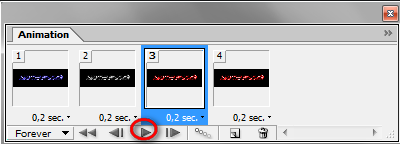 Animation
1 2 3 4
0,2 sec. 0,2 sec. 0,2 sec. 0,2 sec.
Forever